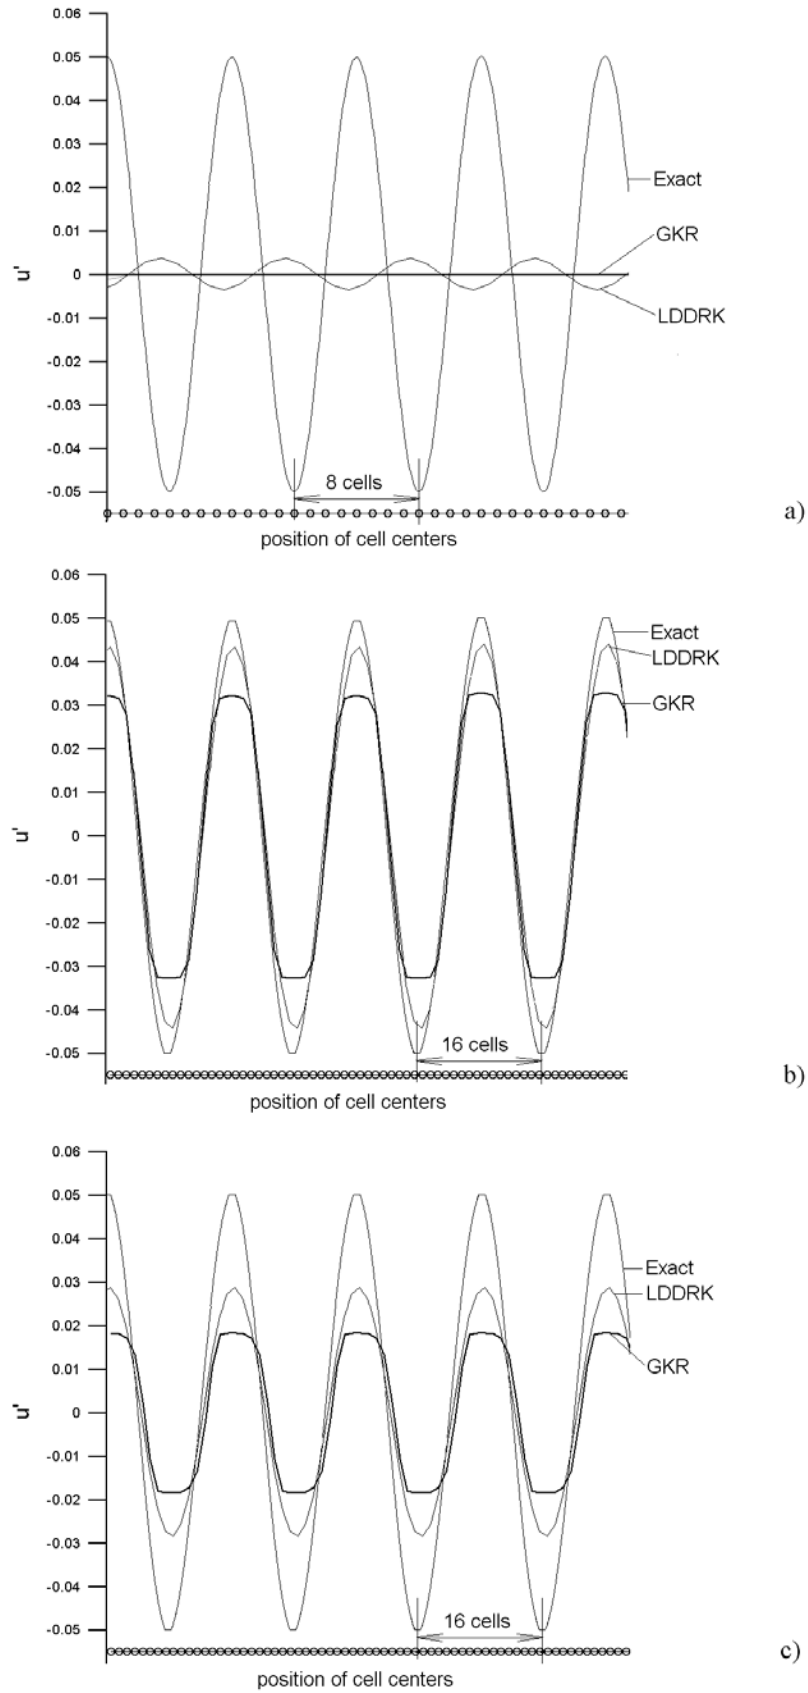 0.06
0.05
0.04
0.03
0.02
0.01
0
-0.01
-0.02
-0.03
-0.04
-0.05
u'
Exact
GKR
LDDRK
8 cells
position of cell centers
a)
0.06
0.05
0.04
0.03
0.02
0.01
0
-0.01
-0.02
-0.03
-0.04
-0.05
u'
Exact
LDDRK
GKR
16 cells
position of cell centers
b)
0.06
0.05
0.04
0.03
0.02
0.01
0
-0.01
-0.02
-0.03
-0.04
-0.05
u'
Exact
LDDRK
GKR
16 cells
position of cell centers
c)